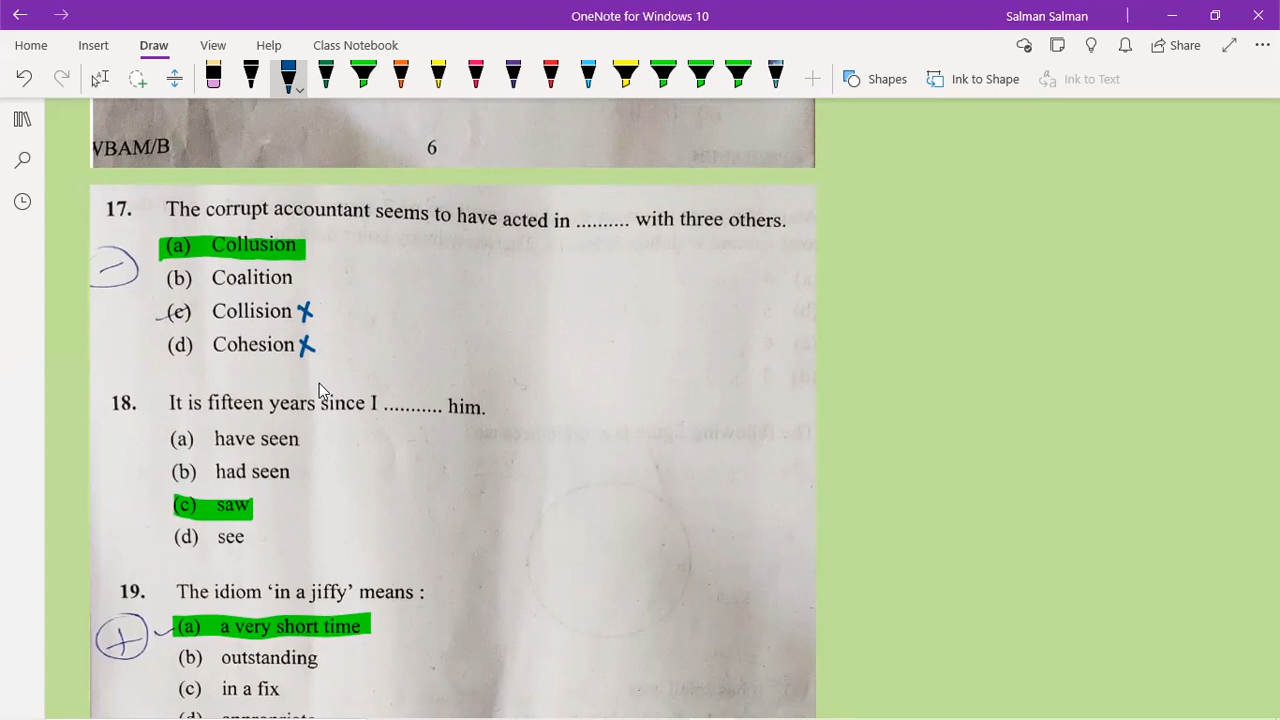 OneNote for Windows 10
Salman Salman
Home Insert Draw View Help Class Notebook
Share
Shapes
Ink to Shape
Ink to Text
VBAM/B 6
17. The corrupt accountant seems to have acted in .......... with three others.
(a) Collusion
(b) Coalition
(c) Collision
(d) Cohesion
18. It is fifteen years since I ........... him.
(a) have seen
(b) had seen
(c) saw
(d) see
19. The idiom ‘in a jiffy’ means :
(a) a very short time
(b) outstanding
(c) in a fix
(d) appropriate